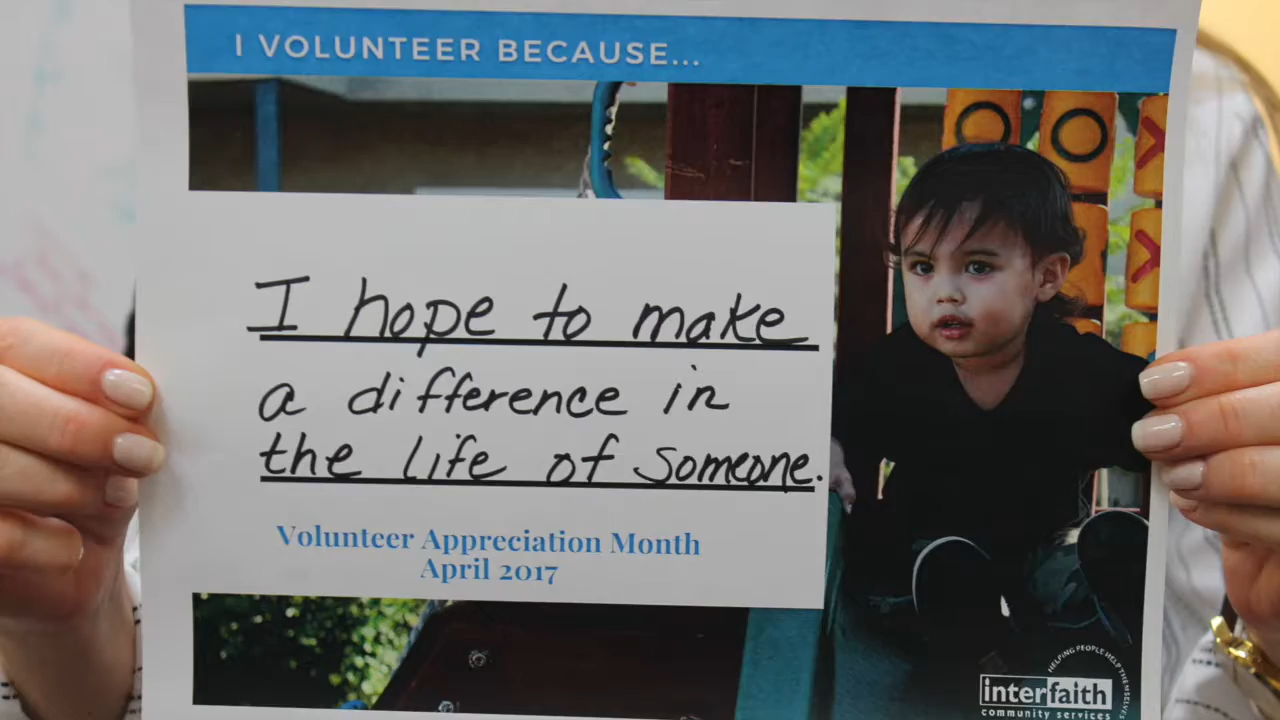 I VOLUNTEER BECAUSE...
I hope to make
a difference in
the life of someone.
Volunteer Appreciation Month
April 2017
HELPING PEOPLE HELP THEMSELVES
interfaith
community services